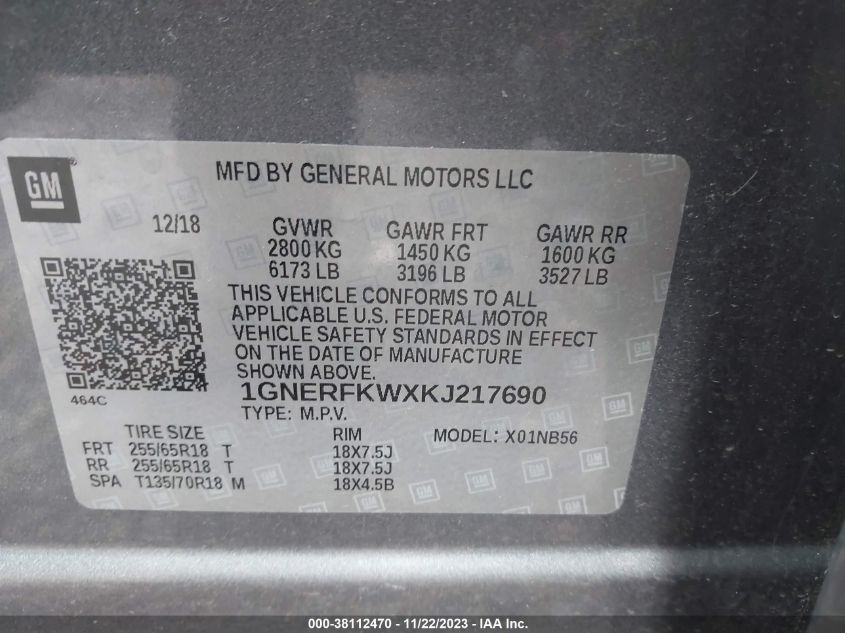 GM
MFD BY GENERAL MOTORS LLC
12/18 GVWR GAWR FRT GAWR RR
2800 KG 1450 KG 1600 KG
6173 LB 3196 LB 3527 LB
THIS VEHICLE CONFORMS TO ALL
APPLICABLE U.S. FEDERAL MOTOR
VEHICLE SAFETY STANDARDS IN EFFECT
ON THE DATE OF MANUFACTURE
SHOWN ABOVE.
464C
1GNERFKWXKJ217690
TYPE: M.P.V.
TIRE SIZE RIM MODEL: X01NB56
FRT 255/65R18 T 18X7.5J
RR 255/65R18 T 18X7.5J
SPA T135/70R18 M 18X4.5B
000-38112470 - 11/22/2023 - IAA Inc.